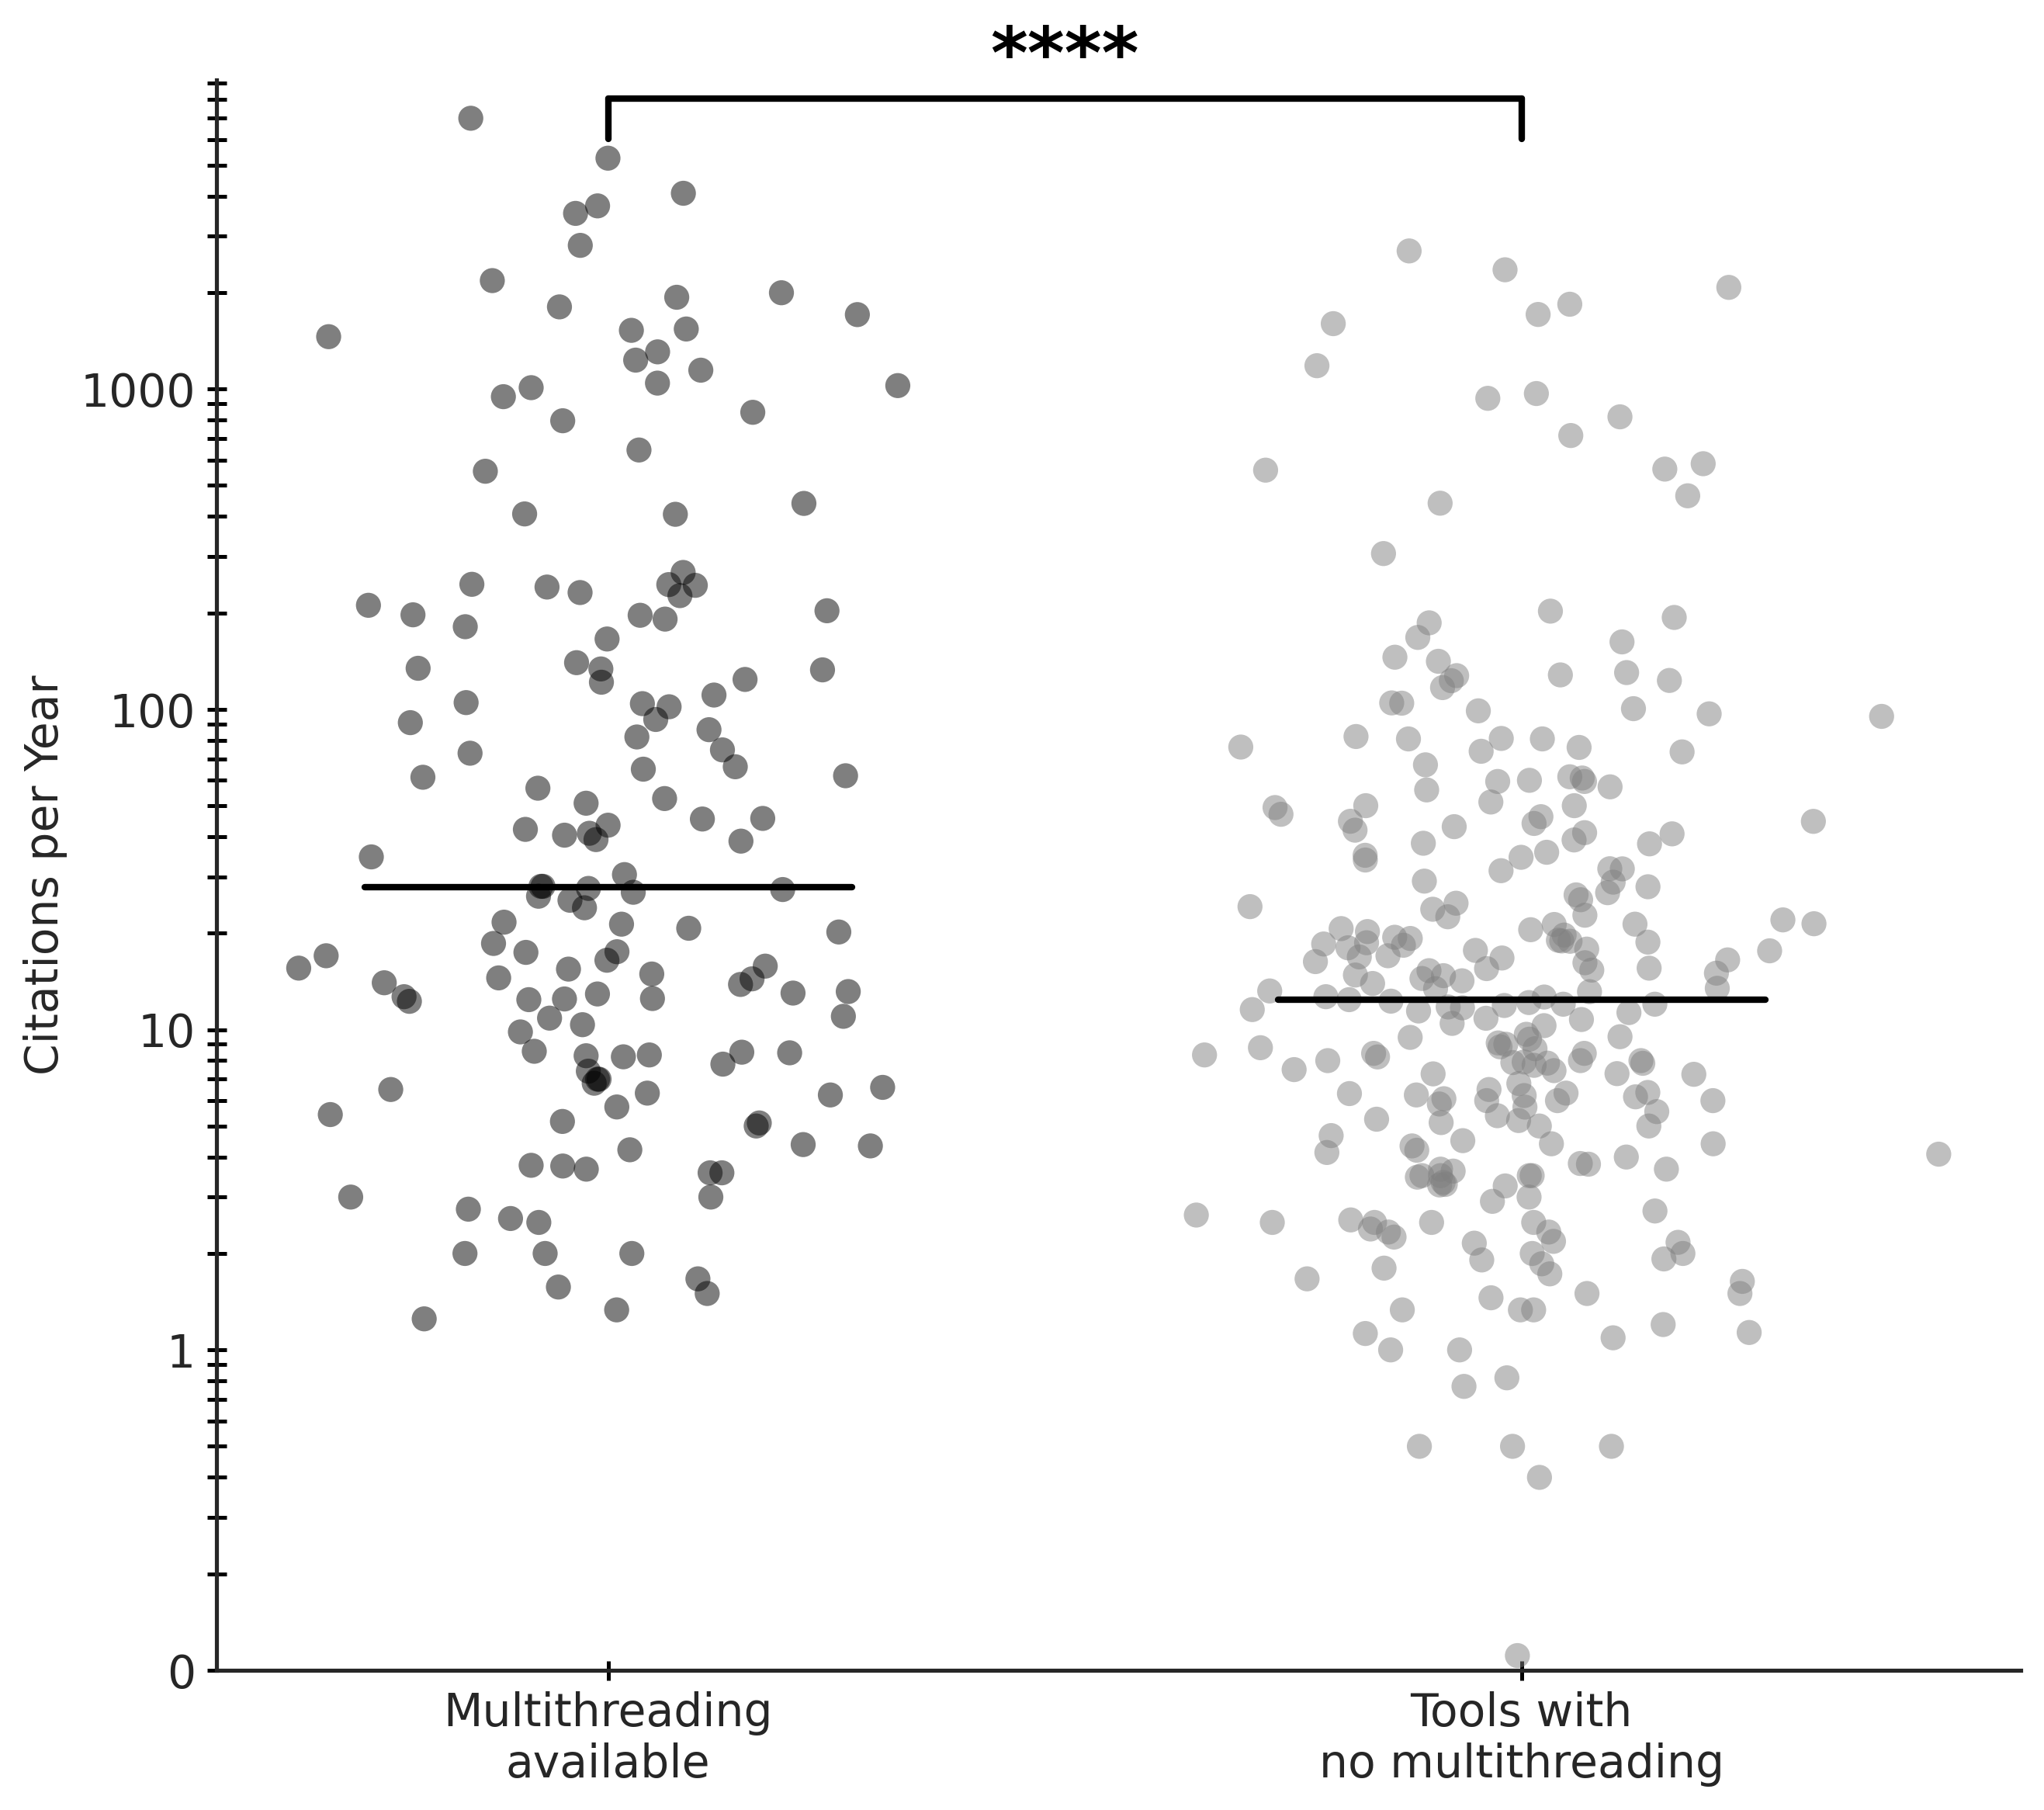 ****
Citations per Year
1000
100
10
1
0
Multithreading
available
Tools with
no multithreading